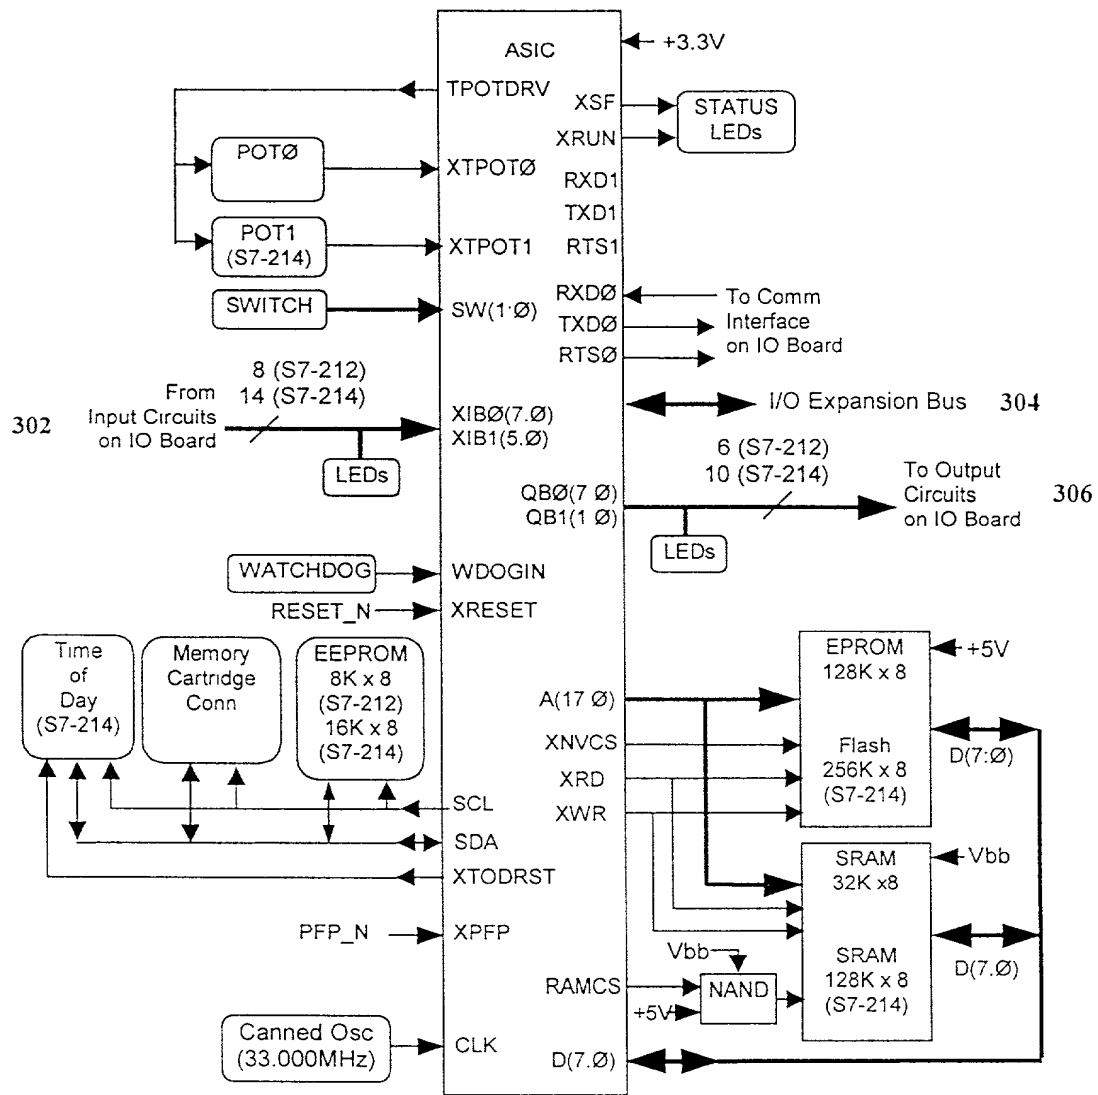 ASIC
+3.3V
TPOTDRV
XSF
STATUS
LEDs
XRUN
POTØ
XTPOTØ
RXD1
TXD1
POT1
(S7-214)
XTPOT1
RTS1
SWITCH
SW(1·Ø)
RXDØ
TXDØ
RTSØ
To Comm
Interface
on IO Board
8 (S7-212)
14 (S7-214)
302
From
Input Circuits
on IO Board
XIBØ(7.Ø)
XIB1(5.Ø)
LEDs
I/O Expansion Bus
304
6 (S7-212)
10 (S7-214)
QBØ(7 Ø)
QB1(1 Ø)
LEDs
To Output
Circuits
on IO Board
306
WATCHDOG
WDOGIN
RESET_N
XRESET
Time
of
Day
(S7-214)
Memory
Cartridge
Conn
EEPROM
8K x 8
(S7-212)
16K x 8
(S7-214)
EPROM
128K x 8
+5V
A(17 Ø)
XNVCS
Flash
256K x 8
(S7-214)
D(7:Ø)
XRD
XWR
SCL
SDA
XTODRST
SRAM
32K x8
Vbb
PFP_N
XPFP
Vbb
SRAM
128K x 8
(S7-214)
D(7.Ø)
RAMCS
NAND
+5V
Canned Osc
(33.000MHz)
CLK
D(7.Ø)